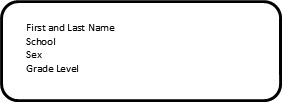 First and Last Name
School
Sex
Grade Level